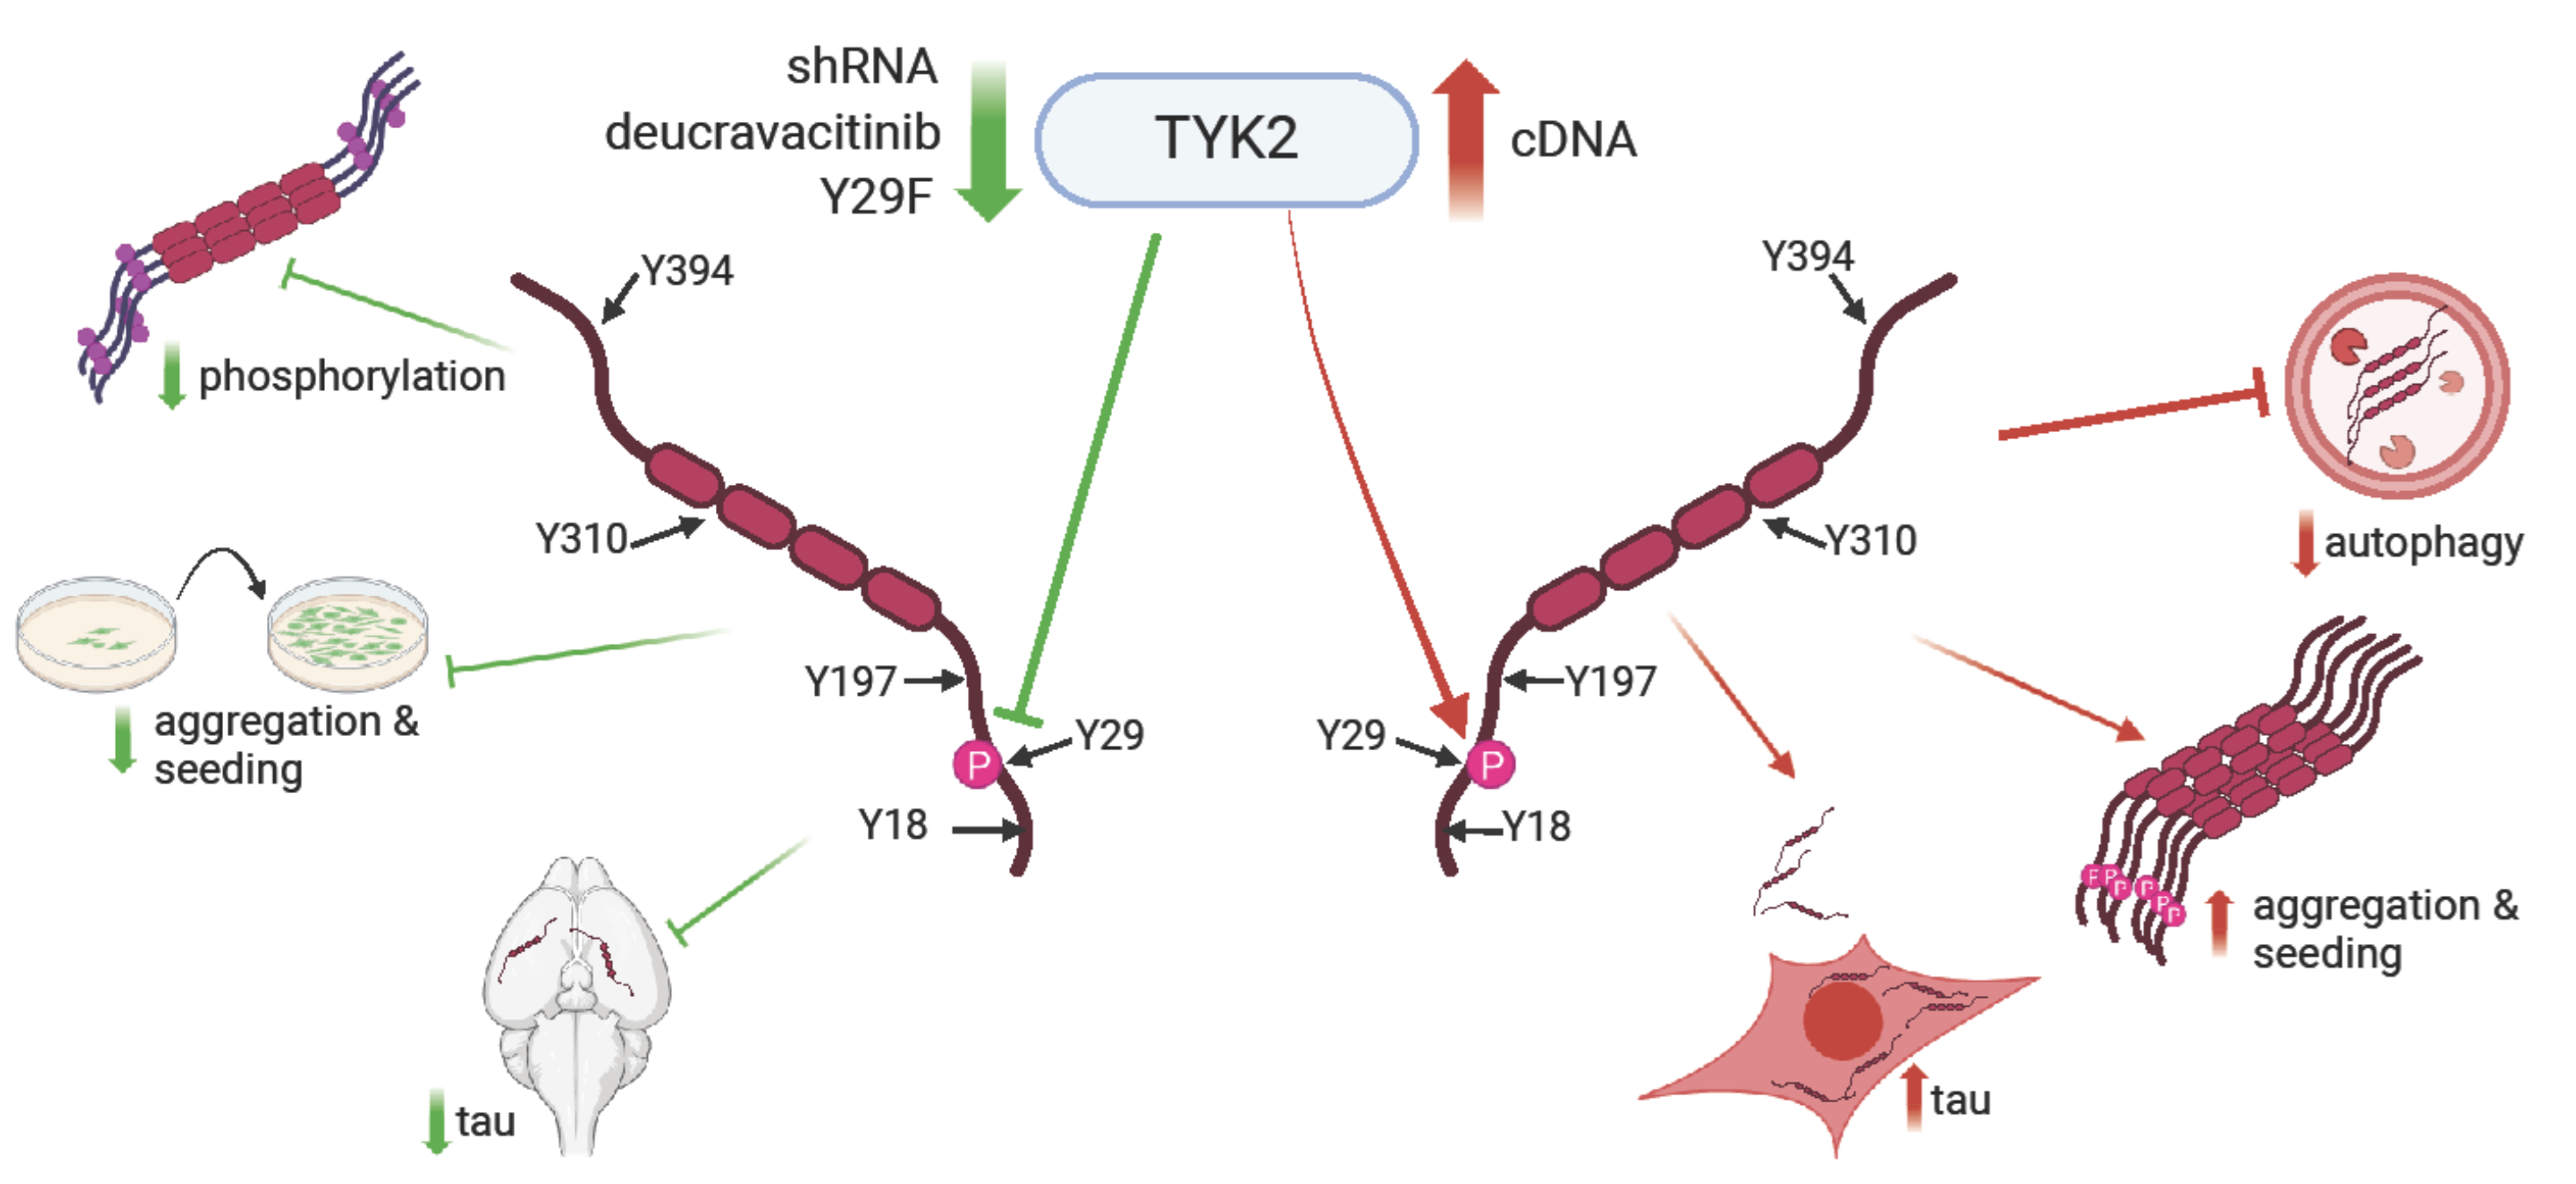 shRNA
deucravacitinib
Y29F
TYK2
cDNA
Y394
phosphorylation
Y310
aggregation &
seeding
Y197
Y29
P
Y18
tau
Y394
Y310
Y197
Y29
P
Y18
autophagy
P
P
P
aggregation &
seeding
tau